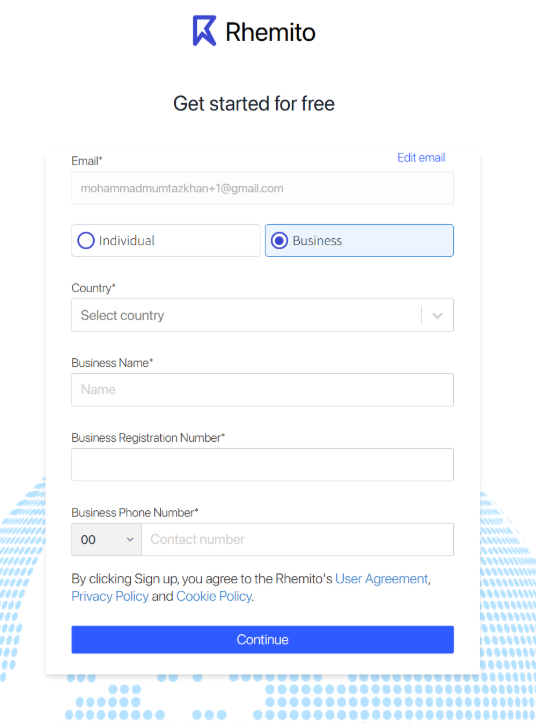 Rhemito
Get started for free
Email*
Edit email
mohammadmumtazkhan+1@gmail.com
Individual
Business
Country*
Select country
Business Name*
Name
Business Registration Number*
Business Phone Number*
00
Contact number
By clicking Sign up, you agree to the Rhemito's User Agreement,
Privacy Policy and Cookie Policy.
Continue